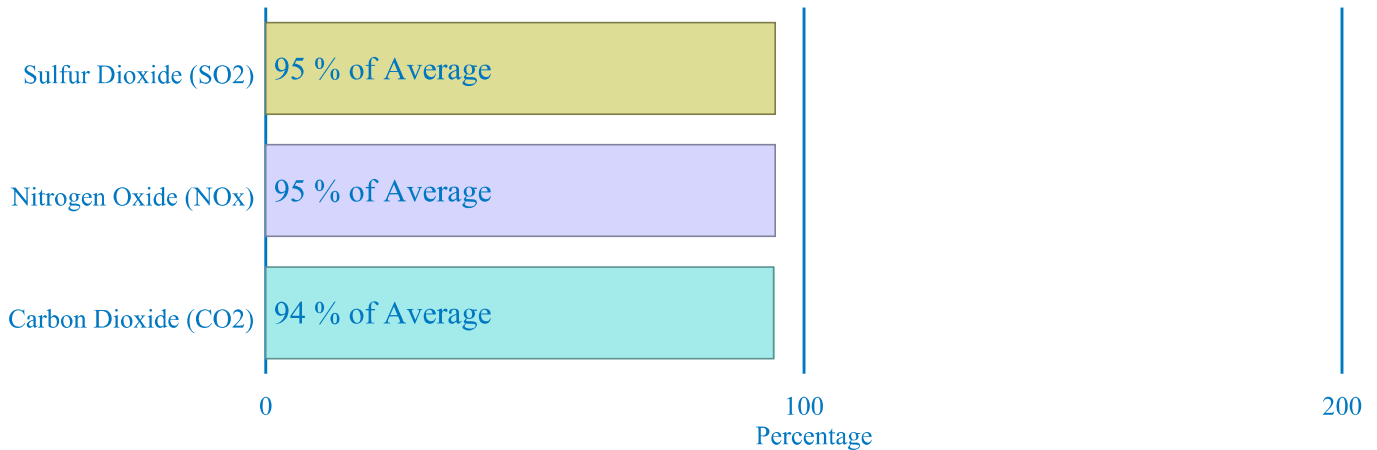 Sulfur Dioxide (SO2)
95 % of Average
Nitrogen Oxide (NOx)
95 % of Average
Carbon Dioxide (CO2)
94 % of Average
0
100
200
Percentage